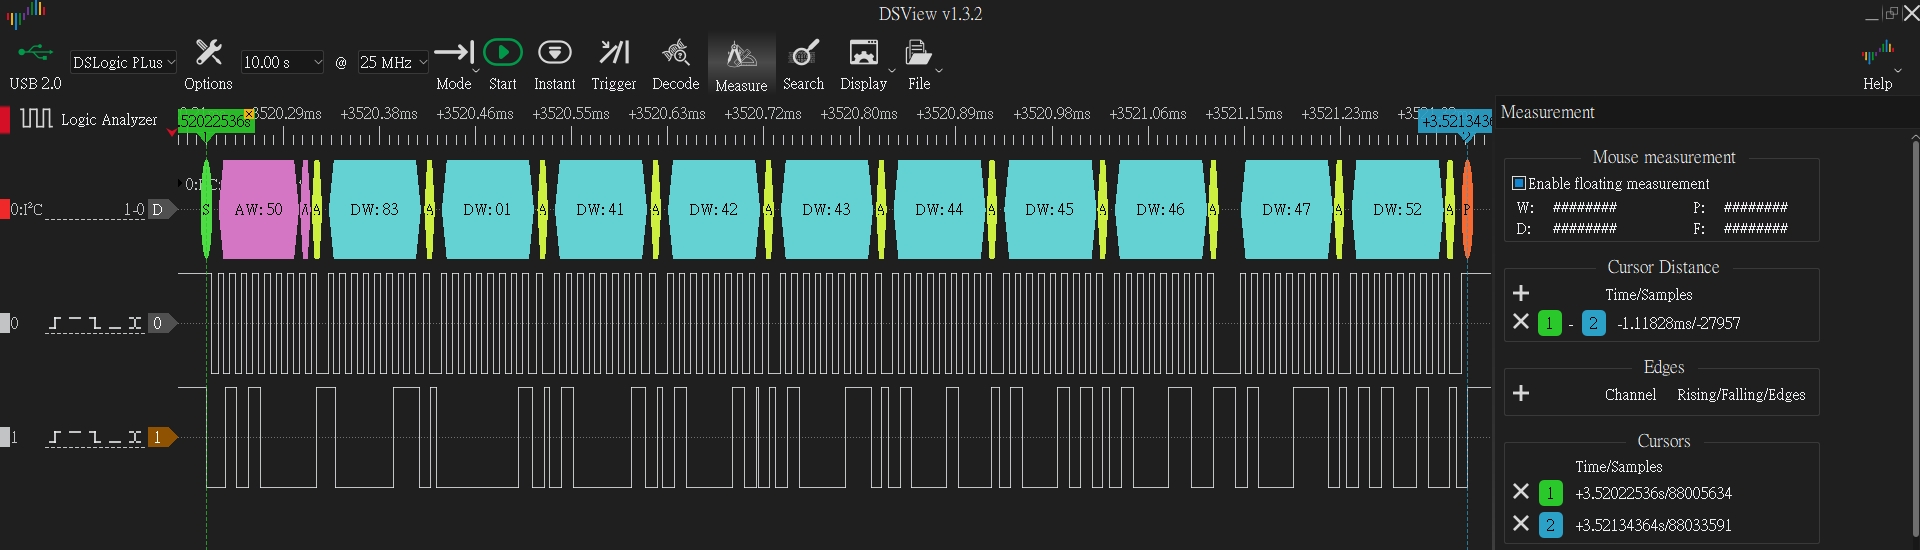 DSView v1.3.2
USB 2.0
DSLogic PLus
Options
10.00 s
@
25 MHz
Mode
Start
Instant
Trigger
Decode
Measure
Search
Display
File
Help
Logic Analyzer
52022536s
+3520.29ms
+3520.38ms
+3520.46ms
+3520.55ms
+3520.63ms
+3520.72ms
+3520.80ms
+3520.89ms
+3520.98ms
+3521.06ms
+3521.15ms
+3521.23ms
+3.5213436
0:I²C
1-0
D
S
AW: 50
A
DW: 83
A
DW: 01
A
DW: 41
A
DW: 42
A
DW: 43
A
DW: 44
A
DW: 45
A
DW: 46
A
DW: 47
A
DW: 52
A
P
0
0
1
1
Measurement
Mouse measurement
Enable floating measurement
W: ######## P: ########
D: ######## F: ########
Cursor Distance
Time/Samples
1 - 2 -1.11828ms/-27957
Edges
Channel Rising/Falling/Edges
Cursors
Time/Samples
1 +3.52022536s/88005634
2 +3.52134364s/88033591